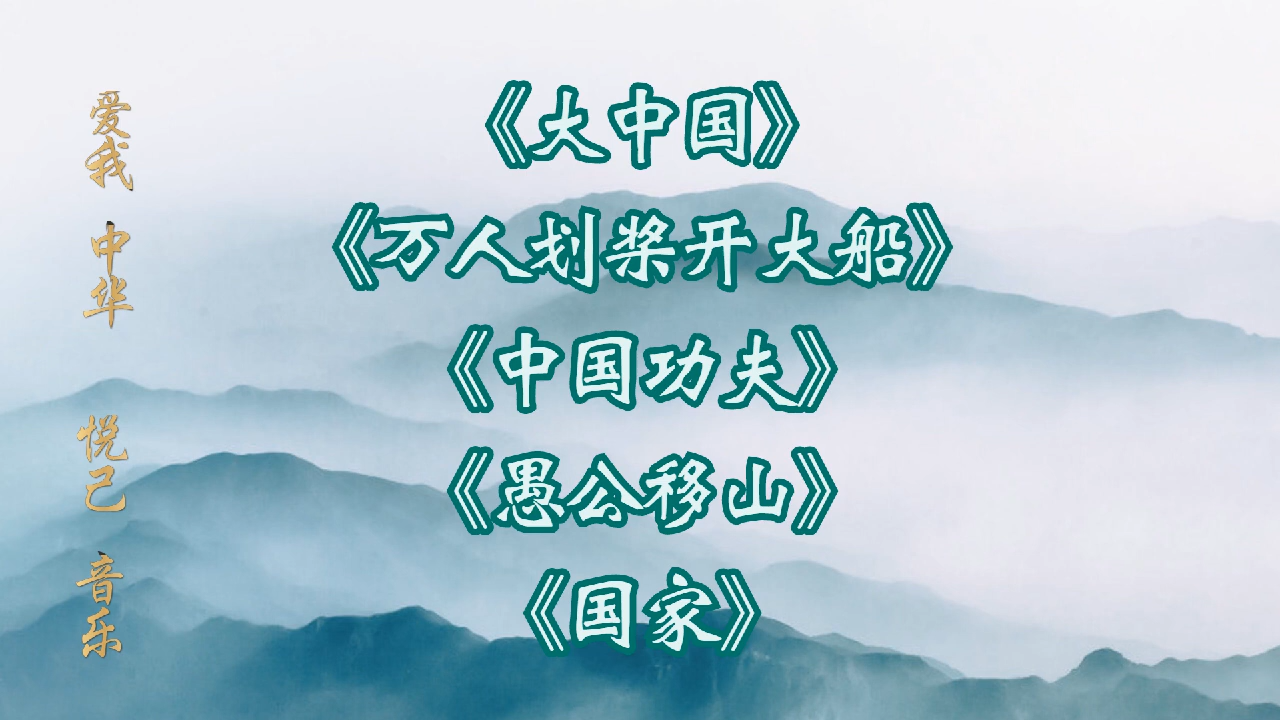 爱我 中华 悦己 音乐
《大中国》
《万人划桨开大船》
《中国功夫》
《愚公移山》
《国家》